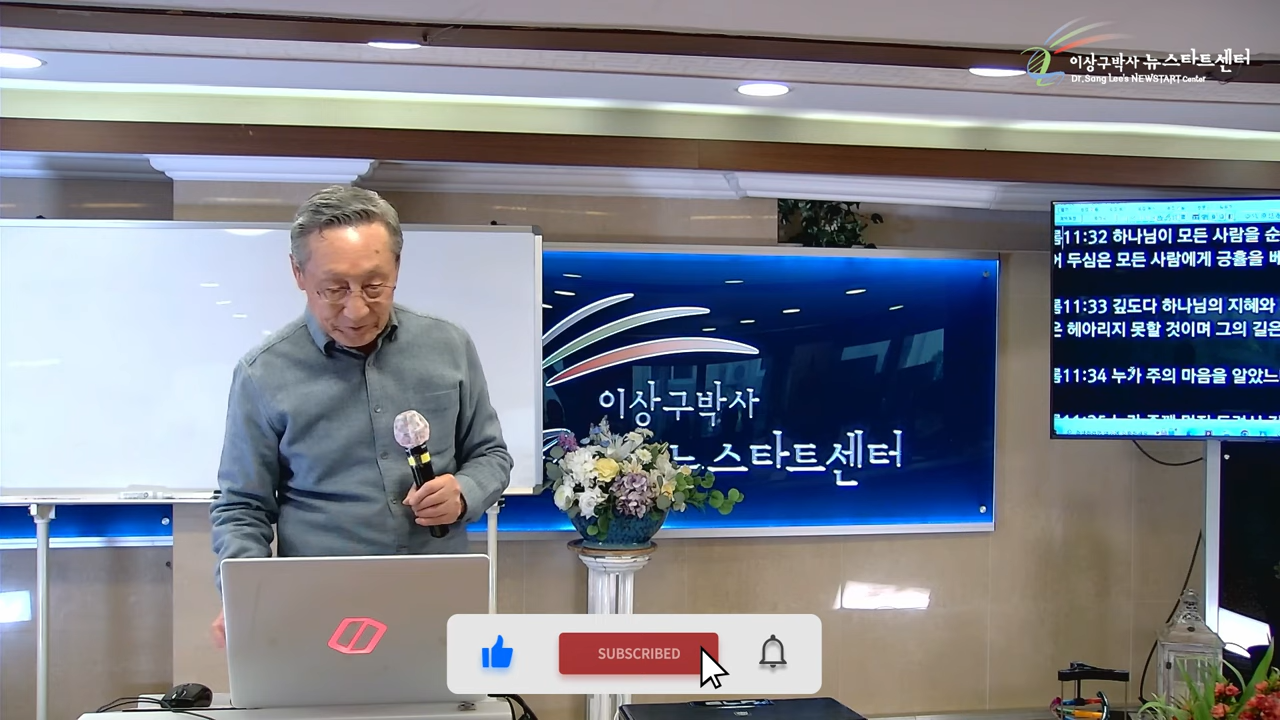 이상구박사 뉴스타트센터
Dr. Sang Lee's NEWSTART Center
11:32 하나님이 모든 사람을 순
두심은 모든 사람에게 긍휼을 베
11:33 깊도다 하나님의 지혜와
헤아리지 못할 것이며 그의 길은
11:34 누가 주의 마음을 알았느
이상구박사
뉴스타트센터
SUBSCRIBED